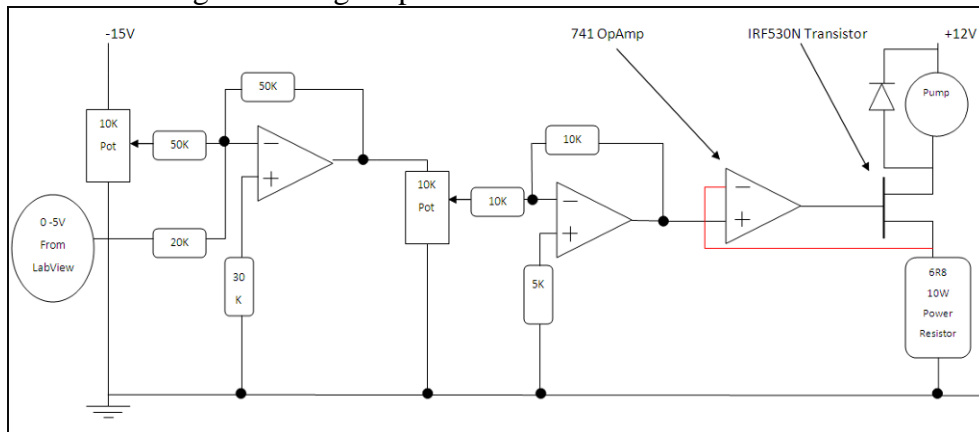 -15V
741 OpAmp
IRF530N Transistor
+12V
50K
Pump
10K
Pot
50K
10K
10K
Pot
10K
0 -5V
From
LabView
20K
30
K
5K
6R8
10W
Power
Resistor